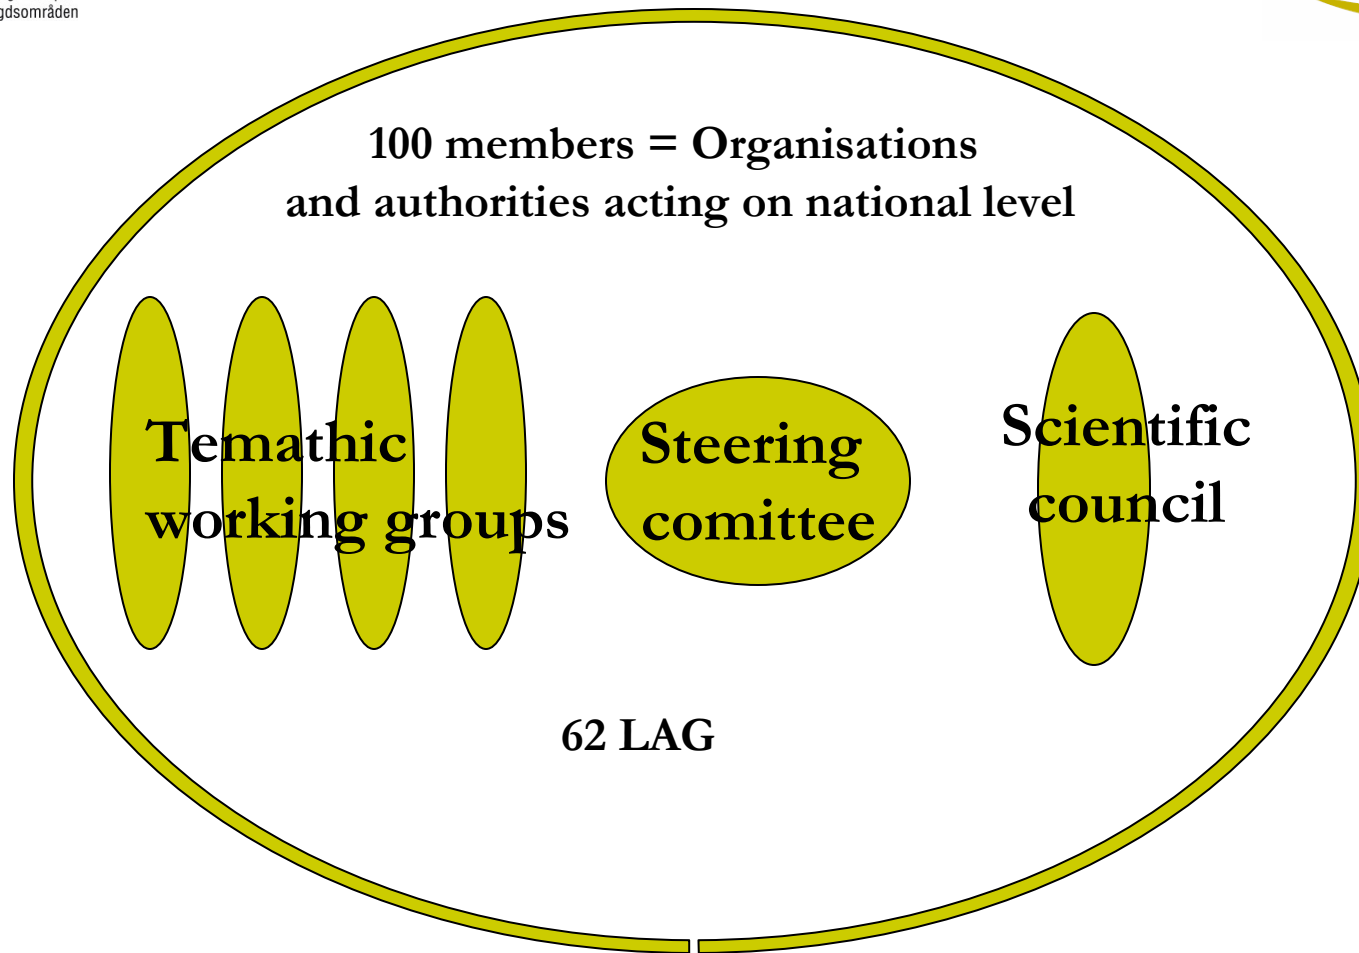 gdsområden
100 members = Organisations
and authorities acting on national level
Temathic
working groups
Steering
comittee
Scientific
council
62 LAG